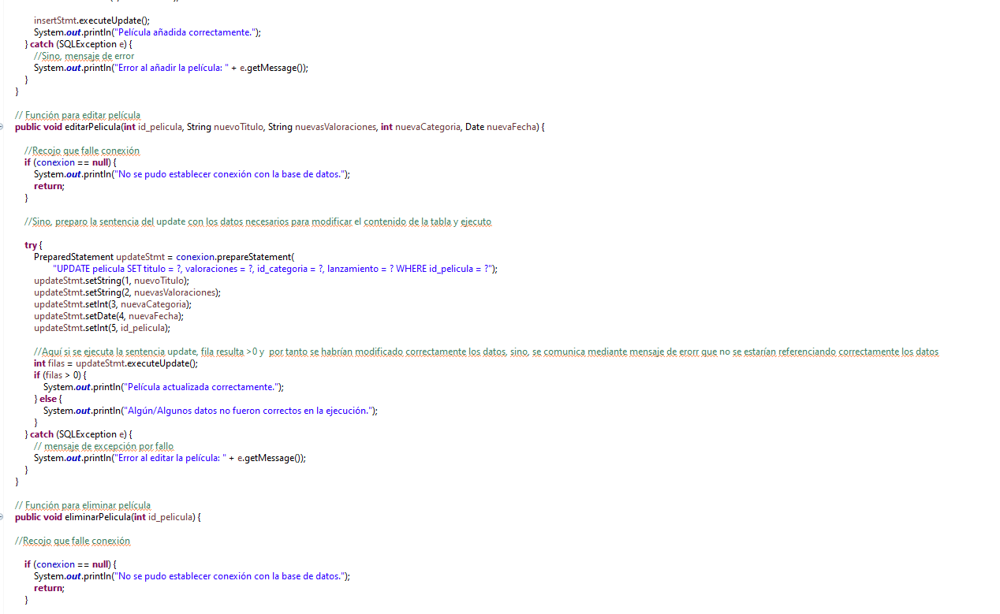 insertStmt.executeUpdate();
System.out.println("Película añadida correctamente.");
} catch (SQLException e) {
//Sino, mensaje de error
System.out.println("Error al añadir la película: " + e.getMessage());
}
}
// Función para editar película
public void editarPelicula(int id_pelicula, String nuevoTitulo, String nuevasValoraciones, int nuevaCategoria, Date nuevaFecha) {
//Recojo que falle conexión
if (conexion == null) {
System.out.println("No se pudo establecer conexión con la base de datos.");
return;
}
//Sino, preparo la sentencia del update con los datos necesarios para modificar el contenido de la tabla y ejecuto
try {
PreparedStatement updateStmt = conexion.prepareStatement(
"UPDATE pelicula SET titulo = ?, valoraciones = ?, id_categoria = ?, lanzamiento = ? WHERE id_pelicula = ?");
updateStmt.setString(1, nuevoTitulo);
updateStmt.setString(2, nuevasValoraciones);
updateStmt.setInt(3, nuevaCategoria);
updateStmt.setDate(4, nuevaFecha);
updateStmt.setInt(5, id_pelicula);
//Aquí si se ejecuta la sentencia update, fila resulta >0 y  por tanto se habrían modificado correctamente los datos, sino, se comunica mediante mensaje de erorr que no se estarían referenciando correctamente los datos
int filas = updateStmt.executeUpdate();
if (filas > 0) {
System.out.println("Película actualizada correctamente.");
} else {
System.out.println("Algún/Algunos datos no fueron correctos en la ejecución.");
}
} catch (SQLException e) {
// mensaje de excepción por fallo
System.out.println("Error al editar la película: " + e.getMessage());
}
}
// Función para eliminar película
public void eliminarPelicula(int id_pelicula) {
//Recojo que falle conexión
if (conexion == null) {
System.out.println("No se pudo establecer conexión con la base de datos.");
return;
}